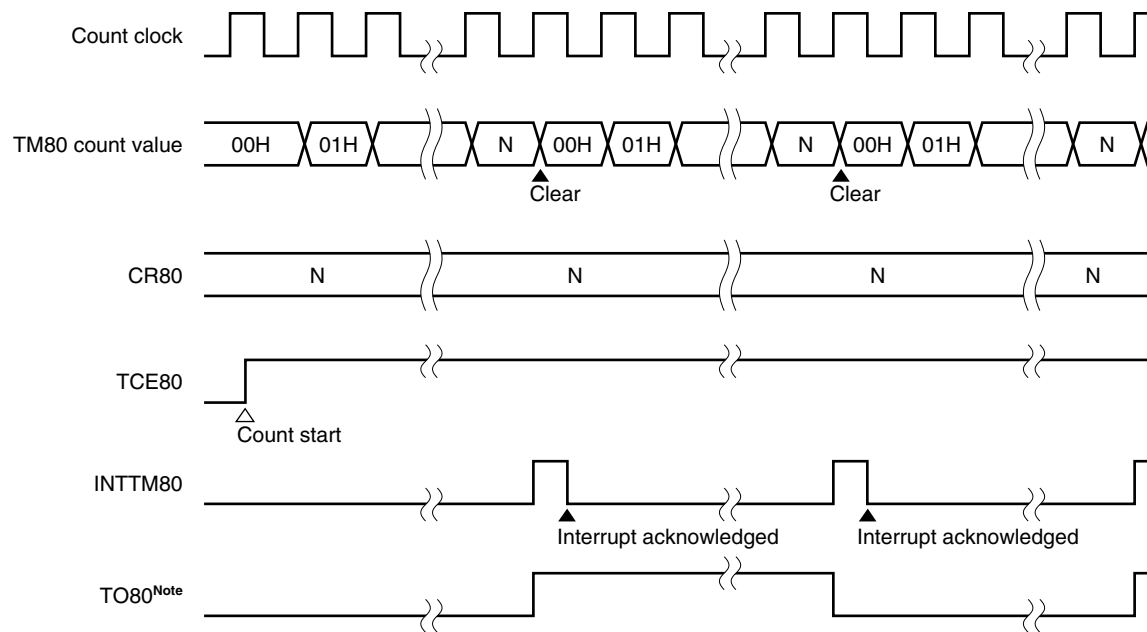 Count clock
TM80 count value
00H 01H N 00H 01H N 00H 01H N
Clear Clear
CR80
N N N N
TCE80
Count start
INTTM80
Interrupt acknowledged Interrupt acknowledged
TO80Note